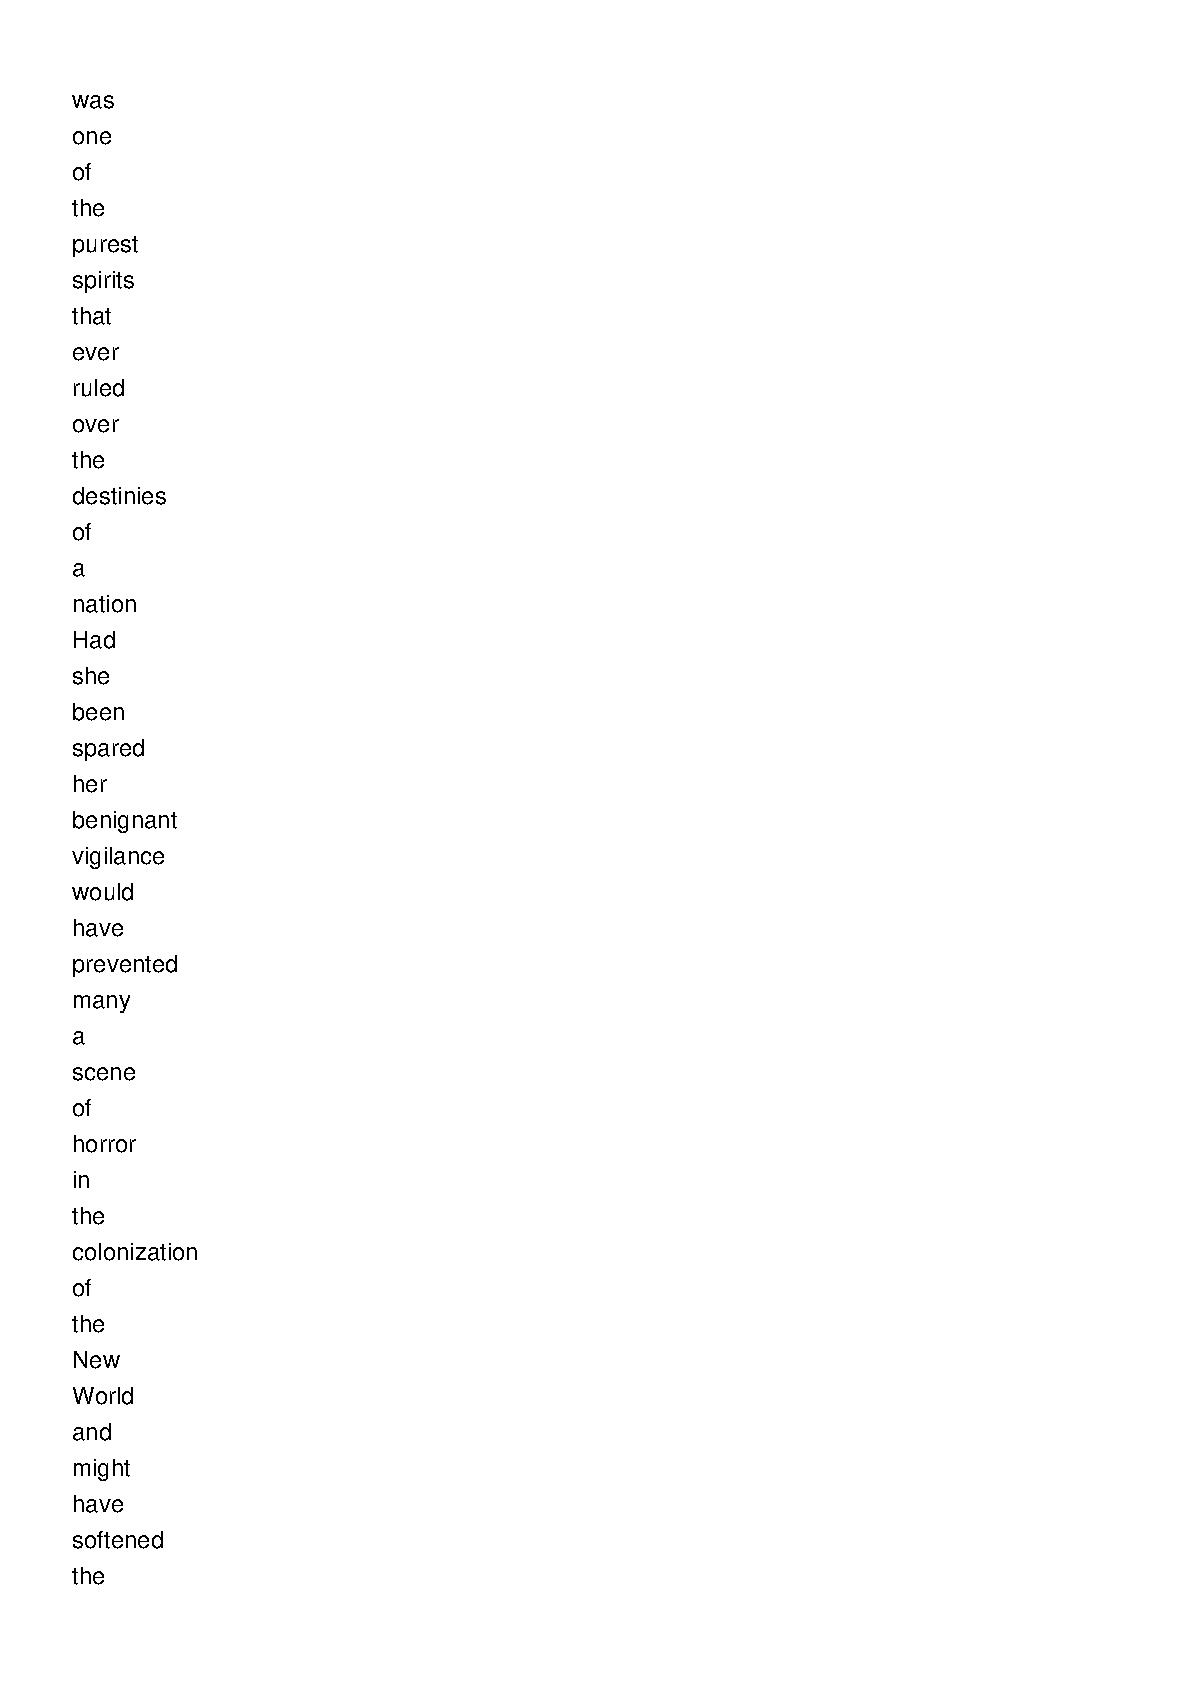 was
one
of
the
purest
spirits
that
ever
ruled
over
the
destinies
of
a
nation
Had
she
been
spared
her
benignant
vigilance
would
have
prevented
many
a
scene
of
horror
in
the
colonization
of
the
New
World
and
might
have
softened
the